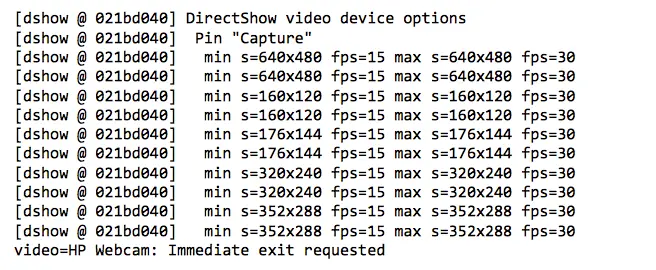 [dshow @ 021bd040] DirectShow video device options
[dshow @ 021bd040]  Pin "Capture"
[dshow @ 021bd040]   min s=640x480 fps=15 max s=640x480 fps=30
[dshow @ 021bd040]   min s=640x480 fps=15 max s=640x480 fps=30
[dshow @ 021bd040]   min s=160x120 fps=15 max s=160x120 fps=30
[dshow @ 021bd040]   min s=160x120 fps=15 max s=160x120 fps=30
[dshow @ 021bd040]   min s=176x144 fps=15 max s=176x144 fps=30
[dshow @ 021bd040]   min s=176x144 fps=15 max s=176x144 fps=30
[dshow @ 021bd040]   min s=320x240 fps=15 max s=320x240 fps=30
[dshow @ 021bd040]   min s=320x240 fps=15 max s=320x240 fps=30
[dshow @ 021bd040]   min s=352x288 fps=15 max s=352x288 fps=30
[dshow @ 021bd040]   min s=352x288 fps=15 max s=352x288 fps=30
video=HP Webcam: Immediate exit requested